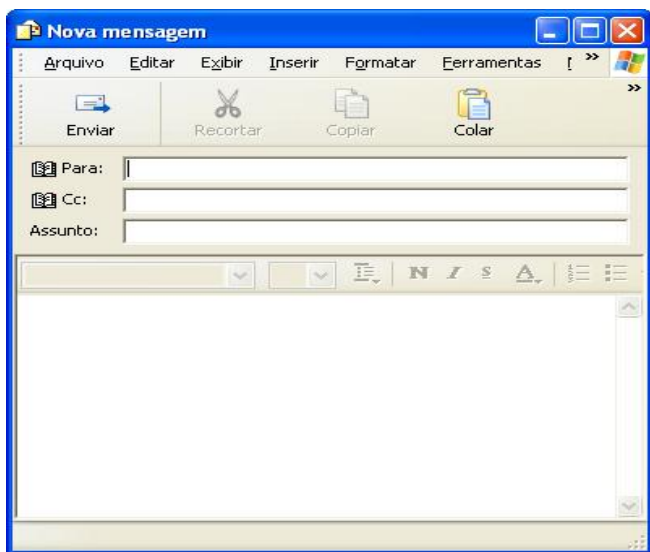 Nova mensagem
Arquivo Editar Exibir Inserir Formatar Ferramentas »
»
Enviar Recortar Copiar Colar
Para:
Cc:
Assunto:
N I S A